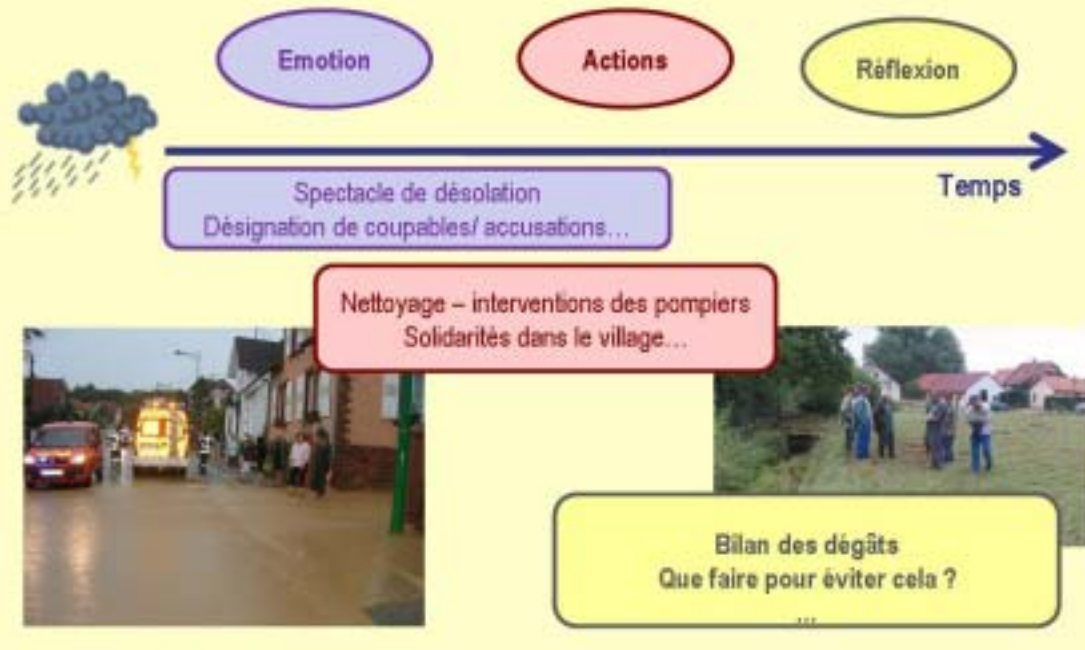 Emotion
Actions
Réflexion
Temps
Spectacle de désolation
Désignation de coupables/ accusations…
Nettoyage – interventions des pompiers
Solidarités dans le village…
Bilan des dégâts
Que faire pour éviter cela ?
…